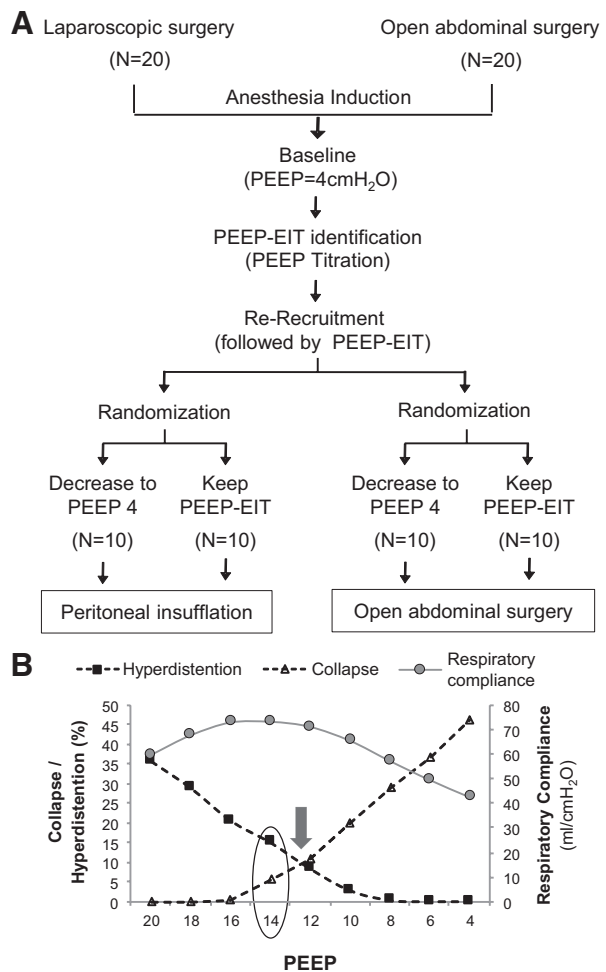 A
Laparoscopic surgery
(N=20)
Open abdominal surgery
(N=20)
Anesthesia Induction
Baseline
(PEEP=4cmH₂O)
PEEP-EIT identification
(PEEP Titration)
Re-Recruitment
(followed by PEEP-EIT)
Randomization
Randomization
Decrease to
PEEP 4
(N=10)
Keep
PEEP-EIT
(N=10)
Decrease to
PEEP 4
(N=10)
Keep
PEEP-EIT
(N=10)
Peritoneal insufflation
Open abdominal surgery
B
Hyperdistention
Collapse
Respiratory
compliance
Collapse /
Hyperdistention (%)
50
45
40
35
30
25
20
15
10
5
0
80
70
60
50
40
30
20
10
0
Respiratory Compliance
(ml/cmH₂O)
20 18 16 14 12 10 8 6 4
PEEP